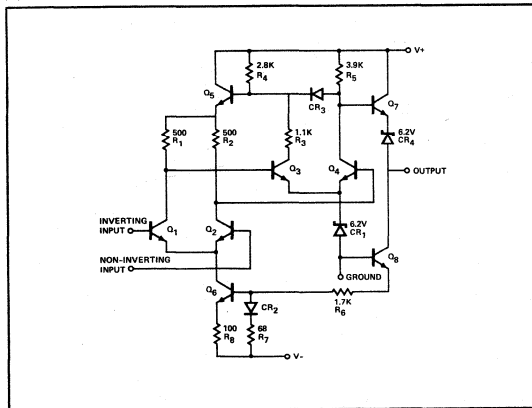 V+
2.8K
R4
3.9K
R5
Q5
CR3
Q7
6.2V
CR4
500
R1
500
R2
1.1K
R3
Q3
Q4
OUTPUT
INVERTING
INPUT
Q1
Q2
6.2V
CR1
Q8
NON-INVERTING
INPUT
GROUND
Q6
CR2
1.7K
R6
100
R8
68
R7
V-